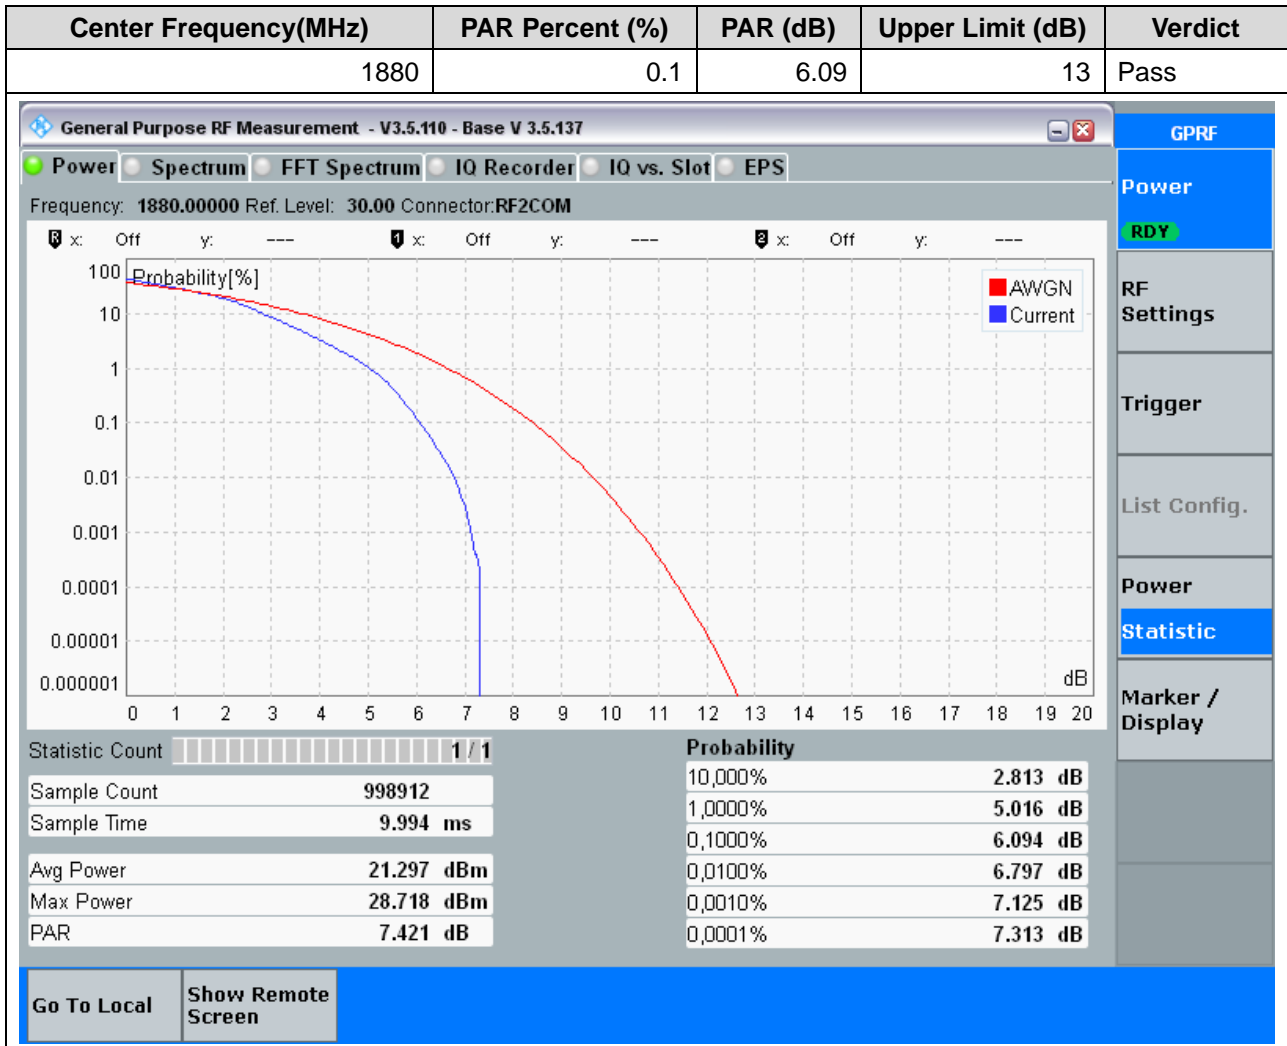 Center Frequency(MHz) PAR Percent (%) PAR (dB) Upper Limit (dB) Verdict
1880 0.1 6.09 13 Pass
General Purpose RF Measurement - V3.5.110 - Base V 3.5.137
GPRF
Power Spectrum FFT Spectrum IQ Recorder IQ vs. Slot EPS
Power
RDY
Frequency: 1880.00000 Ref. Level: 30.00 Connector:RF2COM
R x: Off y: --- 1 x: Off y: --- 2 x: Off y: ---
Probability[%]
AWGN
Current
100
10
1
0.1
0.01
0.001
0.0001
0.00001
0.000001
dB
0 1 2 3 4 5 6 7 8 9 10 11 12 13 14 15 16 17 18 19 20
RF
Settings
Trigger
List Config.
Power
Statistic
Marker /
Display
Statistic Count 1 / 1
Sample Count 998912
Sample Time 9.994 ms
Avg Power 21.297 dBm
Max Power 28.718 dBm
PAR 7.421 dB
Probability
10,000% 2.813 dB
1,0000% 5.016 dB
0,1000% 6.094 dB
0,0100% 6.797 dB
0,0010% 7.125 dB
0,0001% 7.313 dB
Go To Local
Show Remote
Screen